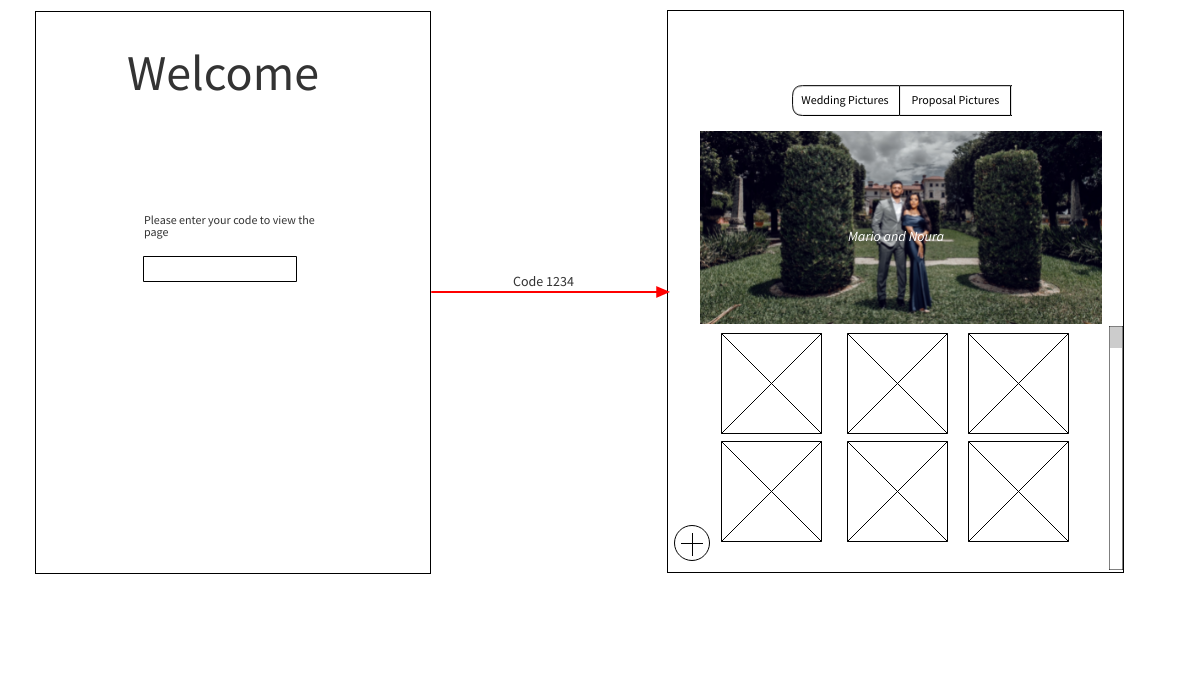 Welcome
Please enter your code to view the
page
Code 1234
Wedding Pictures
Proposal Pictures
Mario and Noura